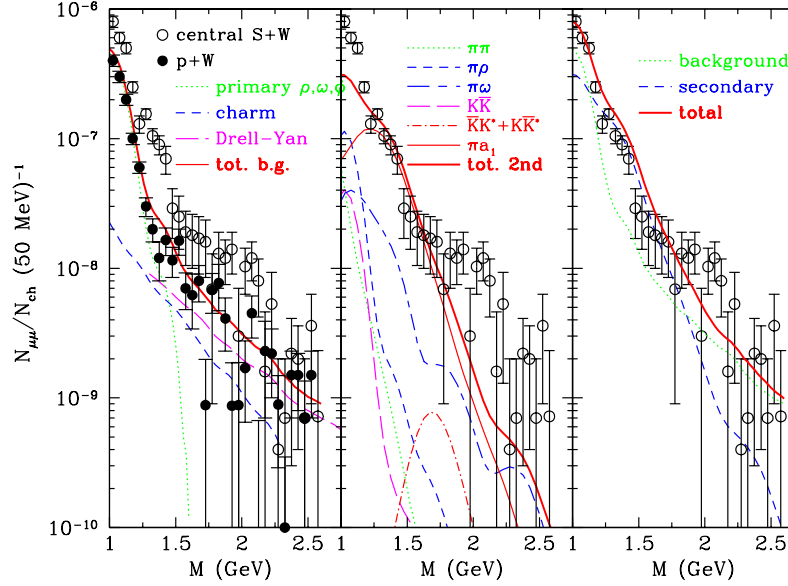 10⁻⁶
10⁻⁷
10⁻⁸
10⁻⁹
10⁻¹⁰
N_μμ/N_ch (50 MeV)⁻¹
central S+W
p+W
primary ρ,ω,φ
charm
Drell-Yan
tot. b.g.
1 1.5 2 2.5
M (GeV)
ππ
πρ
πω
KK̄
K̄K*+KK̄*
πa₁
tot. 2nd
1 1.5 2 2.5
M (GeV)
background
secondary
total
1 1.5 2 2.5
M (GeV)